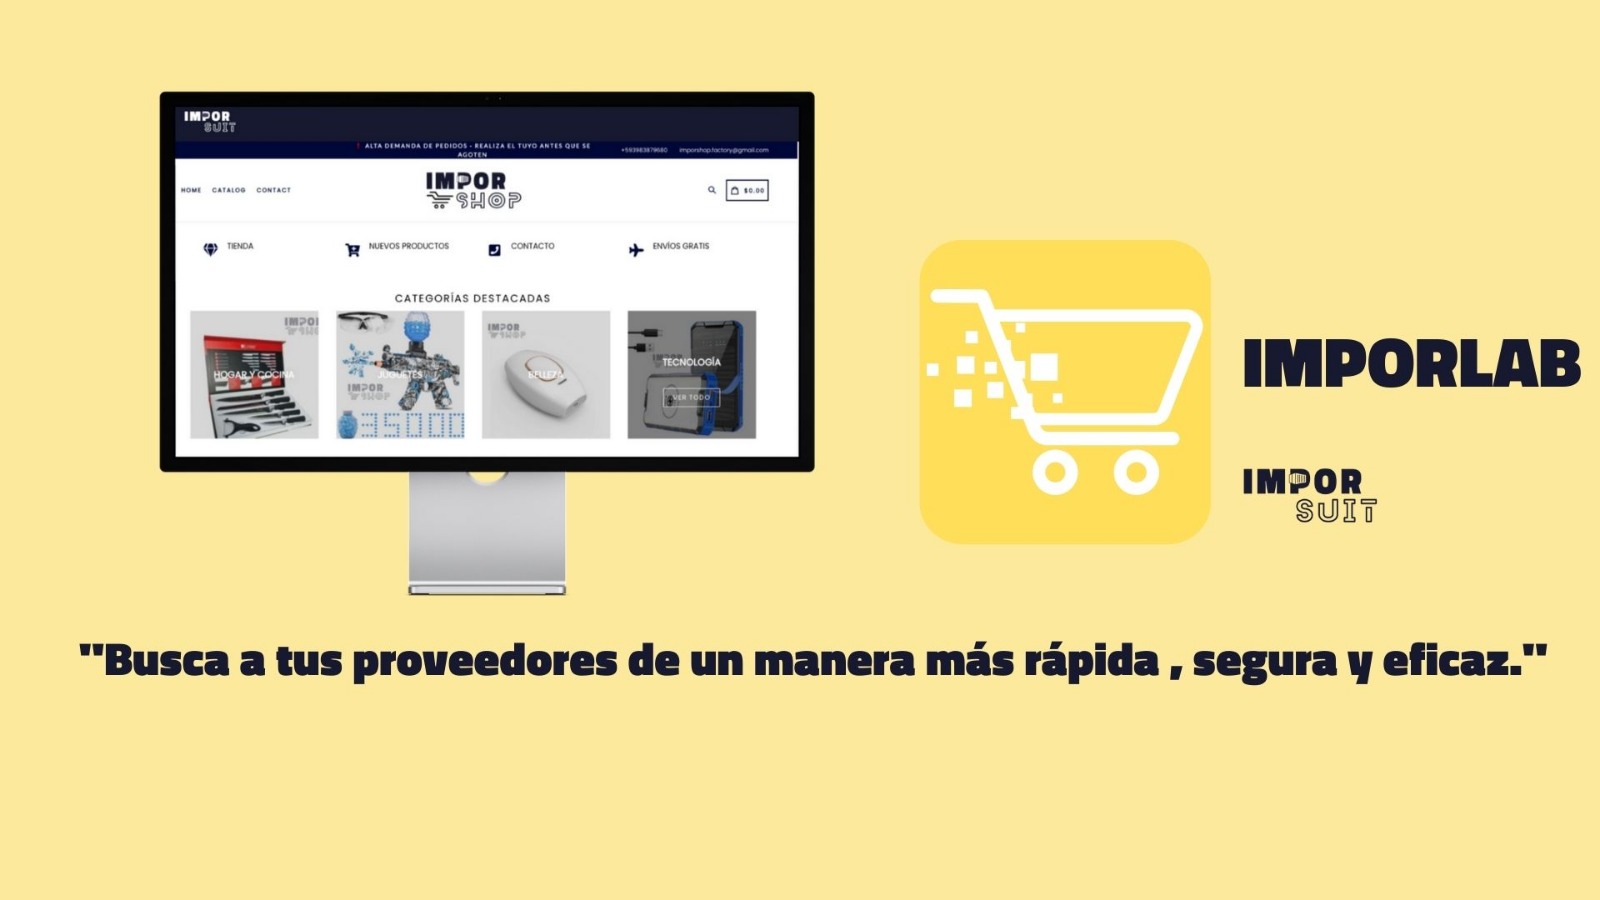 IMPOR
SUIT
! ALTA DEMANDA DE PEDIDOS - REALIZA EL TUYO ANTES QUE SE
AGOTEN
+593983879680 imporshop.factory@gmail.com
HOME CATALOG CONTACT
IMPOR
SHOP
$0.00
TIENDA NUEVOS PRODUCTOS CONTACTO ENVÍOS GRATIS
CATEGORÍAS DESTACADAS
IMPOR
SHOP
HOGAR Y COCINA
JUGUETES
IMPOR
SHOP
35000
IMPOR
SHOP
BELLEZA
IMPOR
SHOP
TECNOLOGÍA
VER TODO
IMPORLAB
IMPOR
SUIT
"Busca a tus proveedores de un manera más rápida , segura y eficaz."